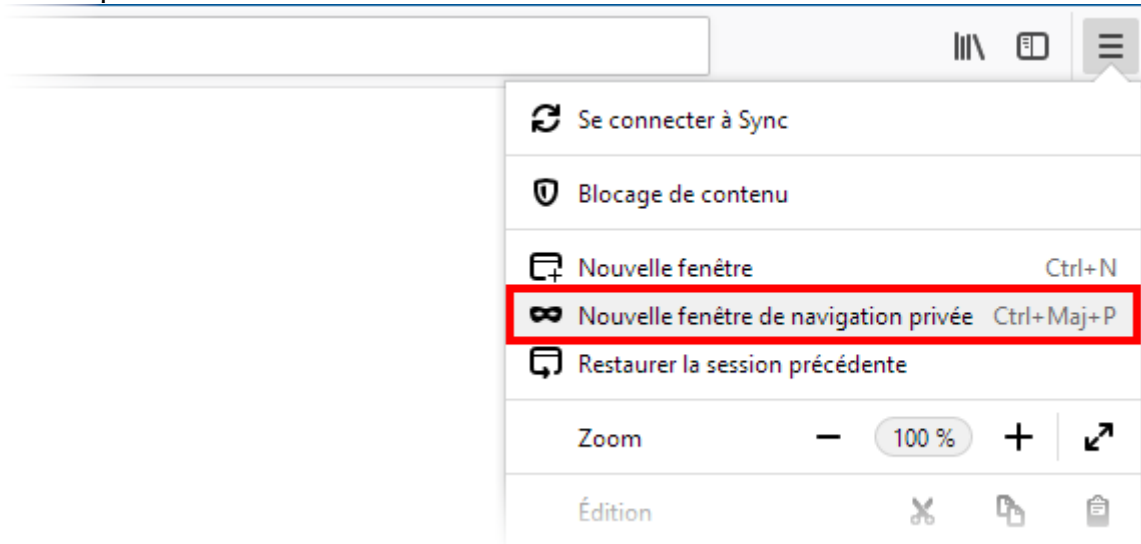 Se connecter à Sync
Blocage de contenu
Nouvelle fenêtre Ctrl+N
Nouvelle fenêtre de navigation privée Ctrl+Maj+P
Restaurer la session précédente
Zoom 100 %
Édition